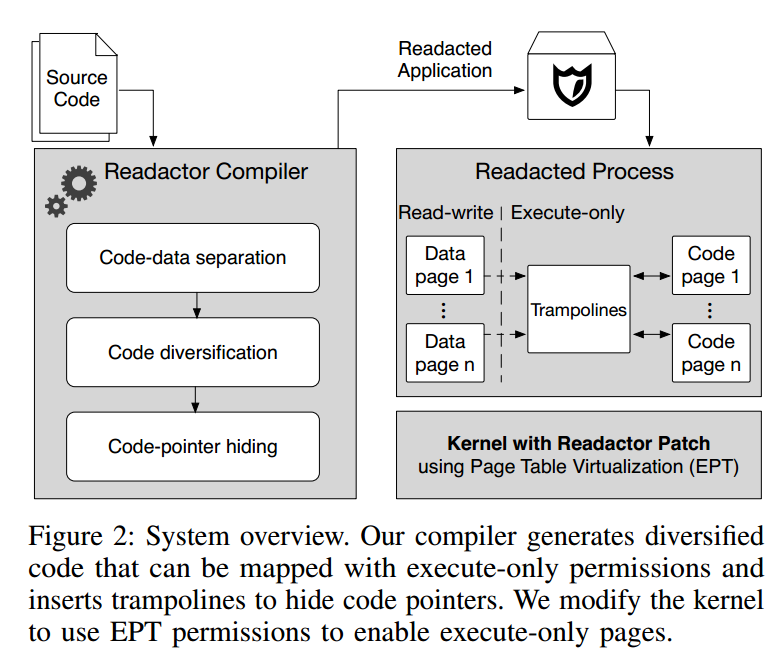 Source
Code
Readacted
Application
Readactor Compiler
Code-data separation
Code diversification
Code-pointer hiding
Readacted Process
Read-write
Execute-only
Data
page 1
Data
page n
Trampolines
Code
page 1
Code
page n
Kernel with Readactor Patch
using Page Table Virtualization (EPT)
Figure 2: System overview. Our compiler generates diversified
code that can be mapped with execute-only permissions and
inserts trampolines to hide code pointers. We modify the kernel
to use EPT permissions to enable execute-only pages.